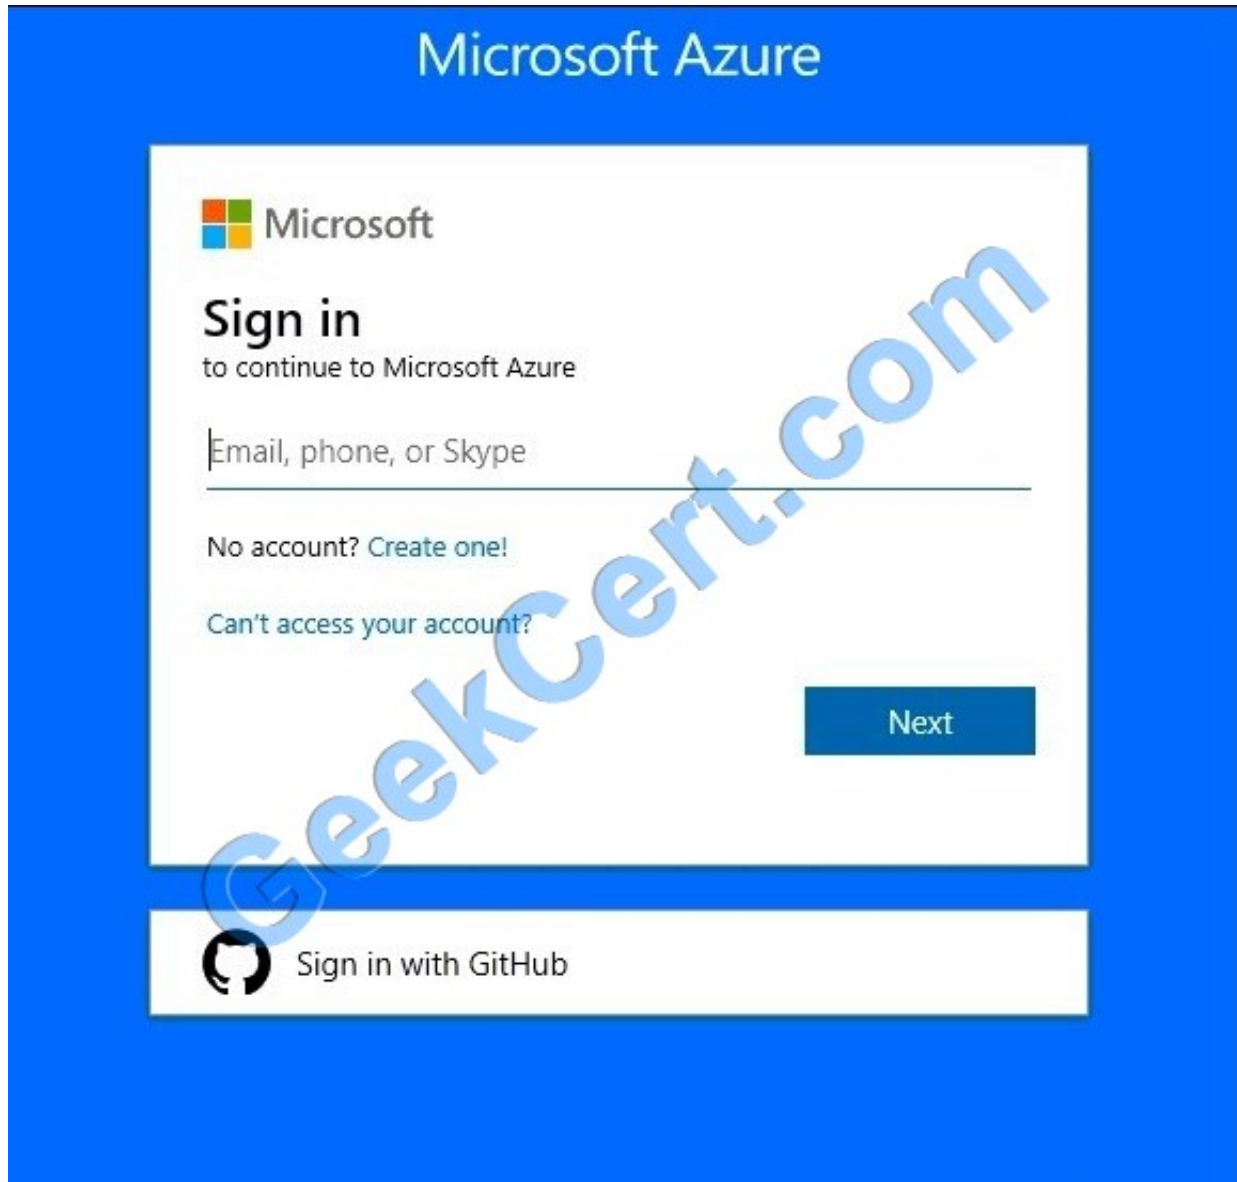 Microsoft Azure
Microsoft
Sign in
to continue to Microsoft Azure
Email, phone, or Skype
No account? Create one!
Can't access your account?
Next
GeekCert.com
Sign in with GitHub